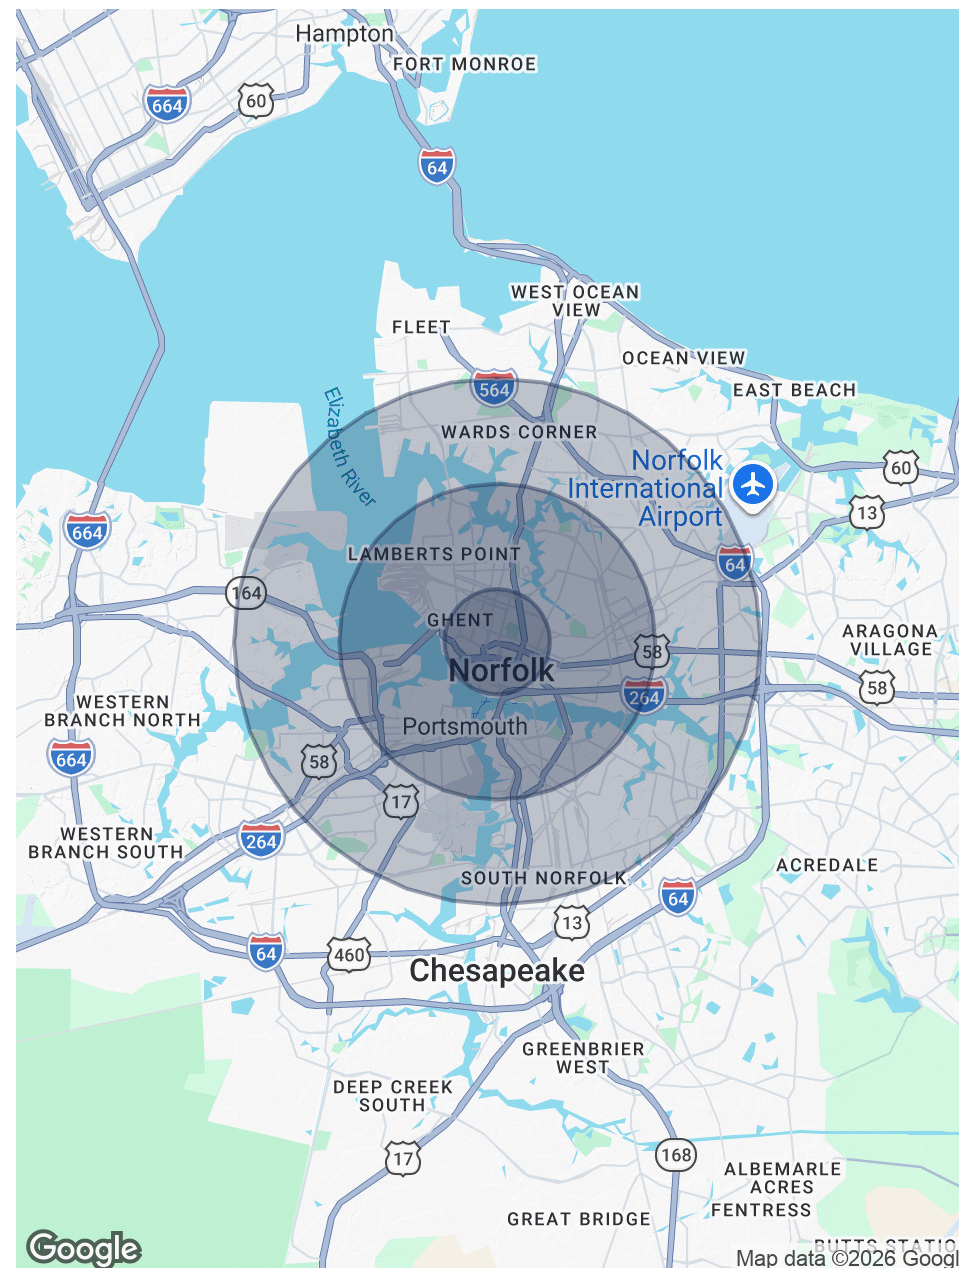 Hampton
FORT MONROE
664
60
64
WEST OCEAN
VIEW
FLEET
OCEAN VIEW
564
EAST BEACH
Elizabeth River
WARDS CORNER
Norfolk
International
Airport
60
13
664
LAMBERTS POINT
64
164
GHENT
58
ARAGONA
VILLAGE
Norfolk
58
264
WESTERN
BRANCH NORTH
Portsmouth
664
58
17
264
WESTERN
BRANCH SOUTH
ACREDALE
SOUTH NORFOLK
64
13
64
460
Chesapeake
GREENBRIER
WEST
DEEP CREEK
SOUTH
17
168
ALBEMARLE
ACRES
FENTRESS
GREAT BRIDGE
BUTTS STATIO
Google
Map data ©2026 Googl